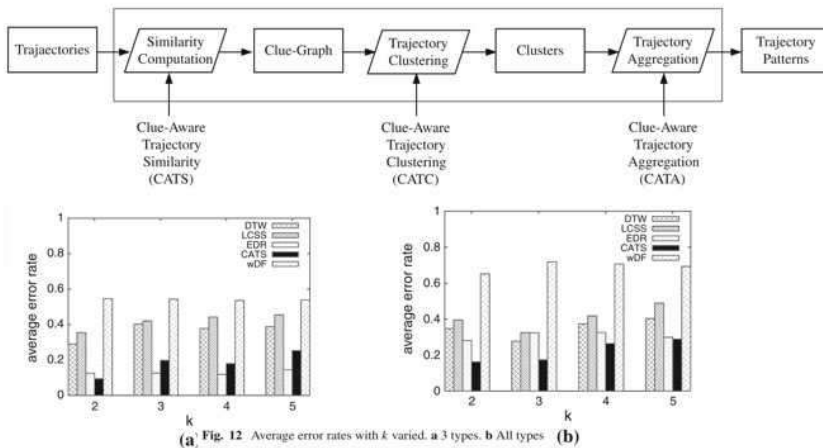 Trajaectories
Similarity
Computation
Clue-Graph
Trajectory
Clustering
Clusters
Trajectory
Aggregation
Trajectory
Patterns
Clue-Aware
Trajectory
Similarity
(CATS)
Clue-Aware
Trajectory
Clustering
(CATC)
Clue-Aware
Trajectory
Aggregation
(CATA)
average error rate
1
0.8
0.6
0.4
0.2
0
DTW
LCSS
EDR
CATS
wDF
2 3 4 5
k
average error rate
1
0.8
0.6
0.4
0.2
0
DTW
LCSS
EDR
CATS
wDF
2 3 4 5
k
(a) Fig. 12 Average error rates with k varied. a 3 types. b All types (b)